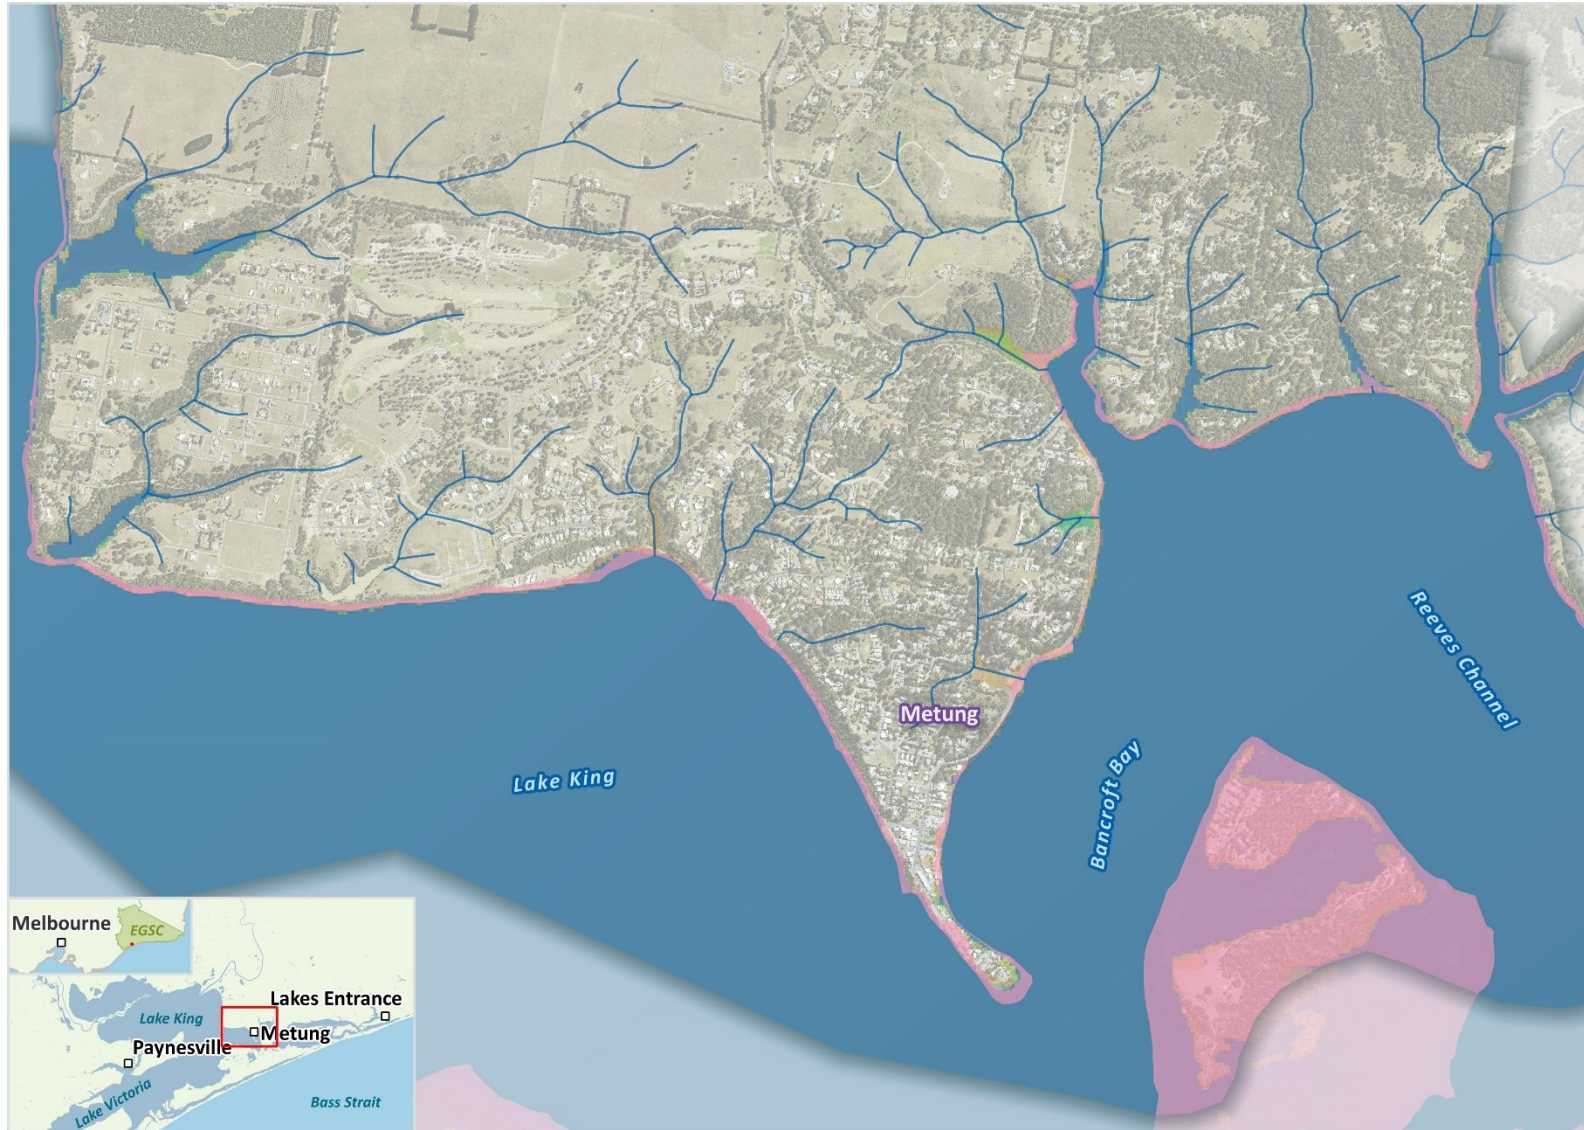 Metung
Lake King
Bancroft Bay
Reeves Channel
Melbourne
EGSC
Lakes Entrance
Lake King
Metung
Paynesville
Lake Victoria
Bass Strait